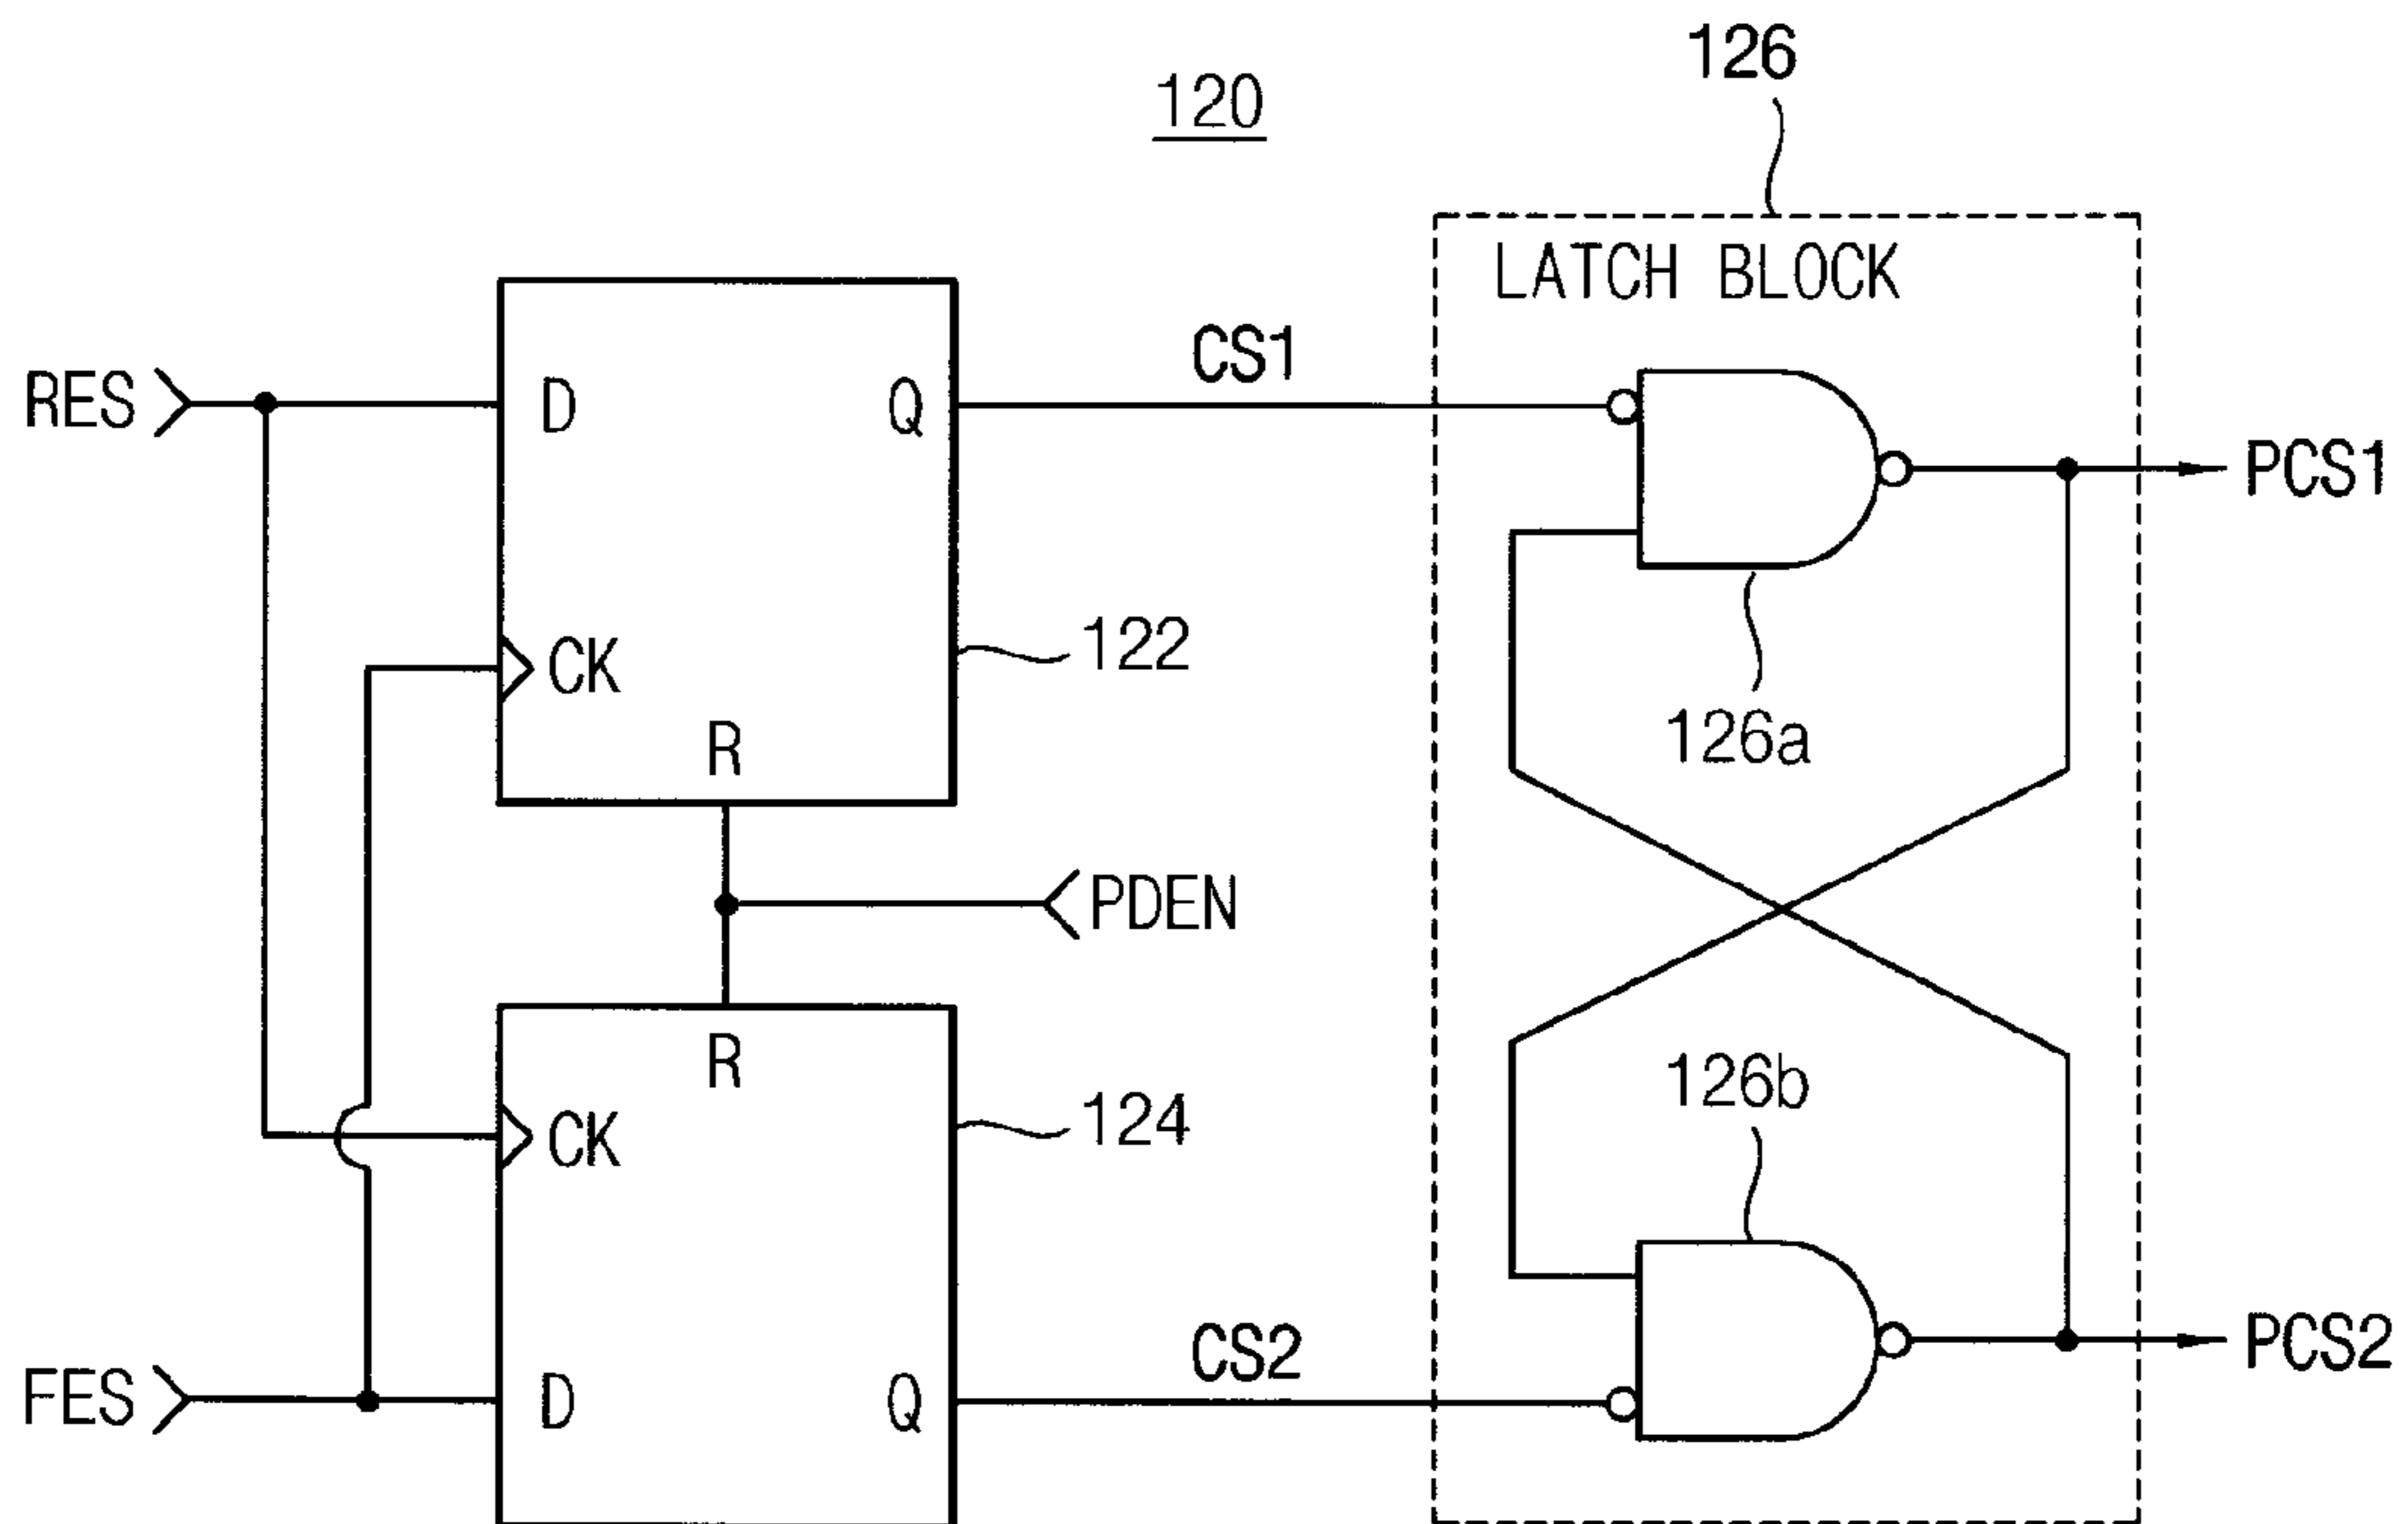 126
120
LATCH BLOCK
CS1
RES
D
Q
PCS1
CK
122
R
126a
PDEN
R
126b
CK
124
CS2
PCS2
FES
D
Q